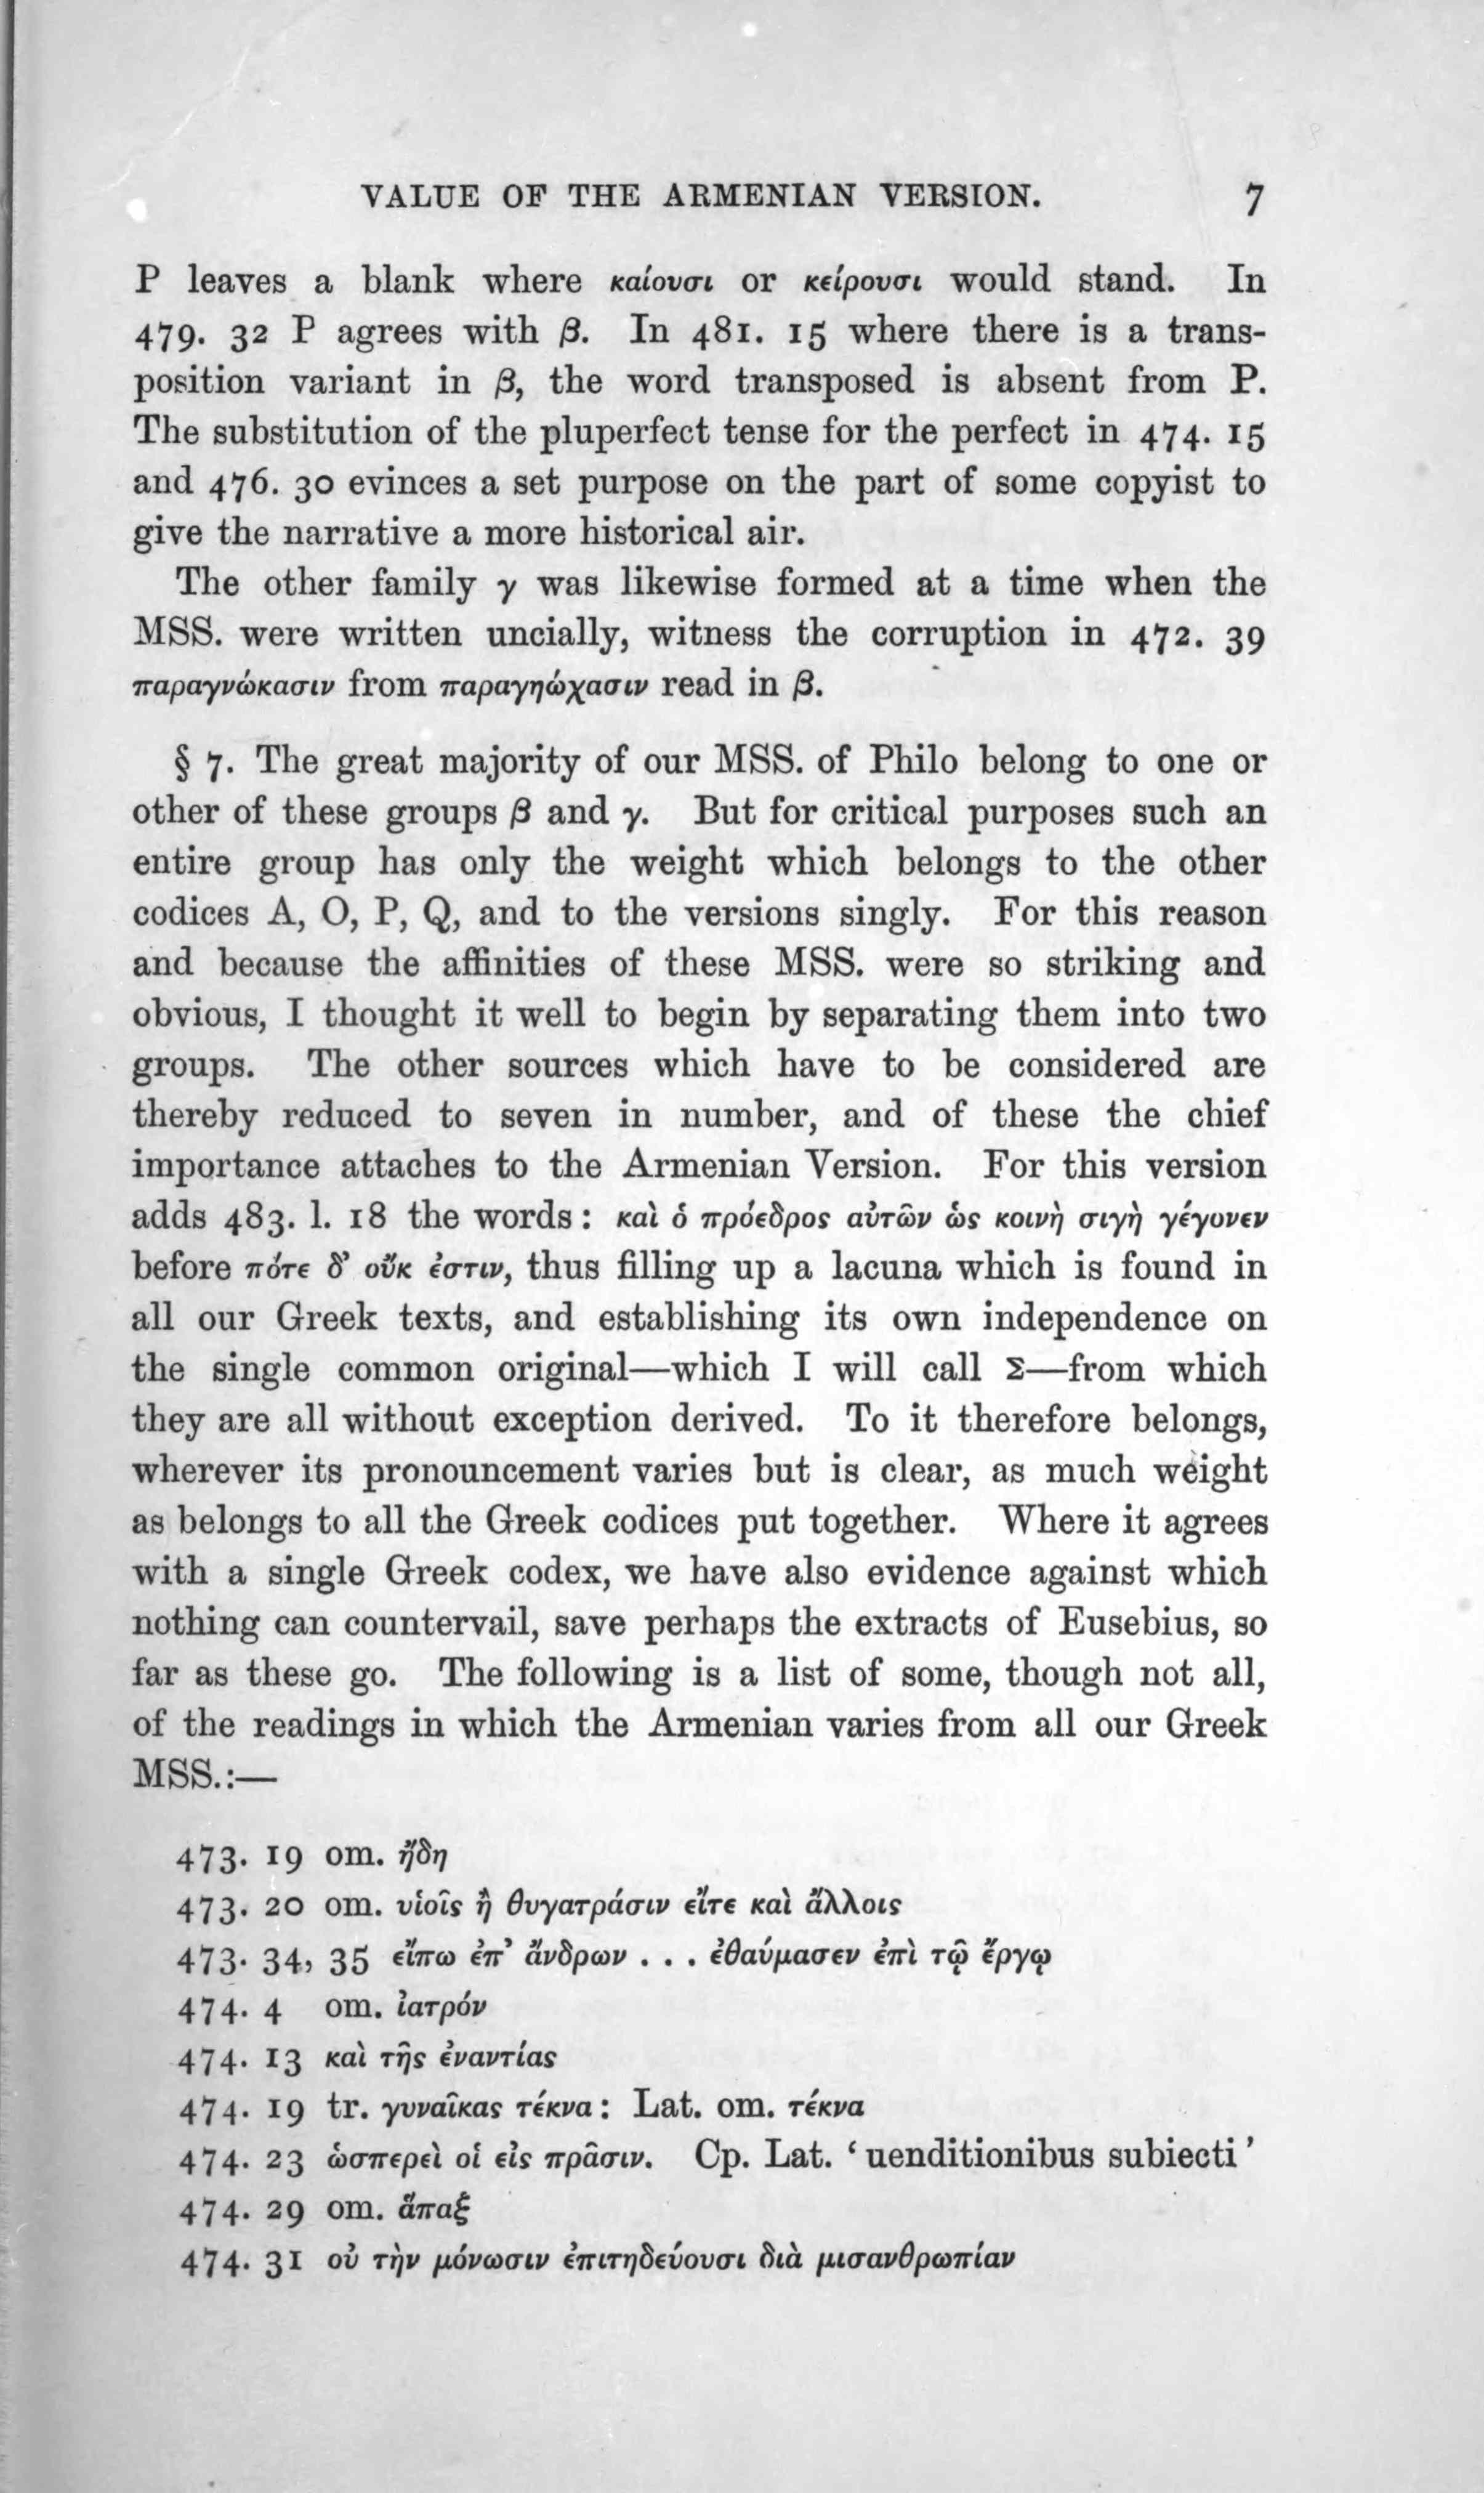 VALUE OF THE ARMENIAN VERSION. 7
P leaves a blank where καίουσι or κείρουσι would stand. In
479. 32 P agrees with β. In 481. 15 where there is a trans-
position variant in β, the word transposed is absent from P.
The substitution of the pluperfect tense for the perfect in 474. 15
and 476. 30 evinces a set purpose on the part of some copyist to
give the narrative a more historical air.
The other family γ was likewise formed at a time when the
MSS. were written uncially, witness the corruption in 472. 39
παραγνώκασιν from παραγηώχασιν read in β.
§ 7. The great majority of our MSS. of Philo belong to one or
other of these groups β and γ. But for critical purposes such an
entire group has only the weight which belongs to the other
codices A, O, P, Q, and to the versions singly. For this reason
and because the affinities of these MSS. were so striking and
obvious, I thought it well to begin by separating them into two
groups. The other sources which have to be considered are
thereby reduced to seven in number, and of these the chief
importance attaches to the Armenian Version. For this version
adds 483. l. 18 the words: καὶ ὁ πρόεδρος αὐτῶν ὡς κοινὴ σιγὴ γέγονεν
before πότε δ' οὔκ ἐστιν, thus filling up a lacuna which is found in
all our Greek texts, and establishing its own independence on
the single common original—which I will call Σ—from which
they are all without exception derived. To it therefore belongs,
wherever its pronouncement varies but is clear, as much weight
as belongs to all the Greek codices put together. Where it agrees
with a single Greek codex, we have also evidence against which
nothing can countervail, save perhaps the extracts of Eusebius, so
far as these go. The following is a list of some, though not all,
of the readings in which the Armenian varies from all our Greek
MSS.:—
473. 19 om. ἤδη
473. 20 om. υἱοῖς ἢ θυγατράσιν εἴτε καὶ ἄλλοις
473. 34, 35 εἴπω ἐπ' ἄνδρων . . . ἐθαύμασεν ἐπὶ τῷ ἔργῳ
474. 4 om. ἰατρόν
474. 13 καὶ τῆς ἐναντίας
474. 19 tr. γυναῖκας τέκνα: Lat. om. τέκνα
474. 23 ὡσπερεὶ οἱ εἰς πρᾶσιν. Cp. Lat. ‘uenditionibus subiecti’
474. 29 om. ἅπαξ
474. 31 οὐ τὴν μόνωσιν ἐπιτηδεύουσι διὰ μισανθρωπίαν